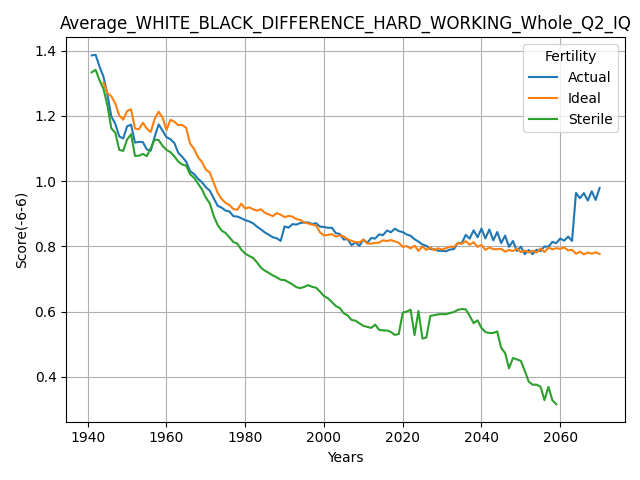 Average_WHITE_BLACK_DIFFERENCE_HARD_WORKING_Whole_Q2_IQ
Fertility
Actual
Ideal
Sterile
1.4
1.2
1.0
0.8
0.6
0.4
Score(-6-6)
1940
1960
1980
2000
2020
2040
2060
Years